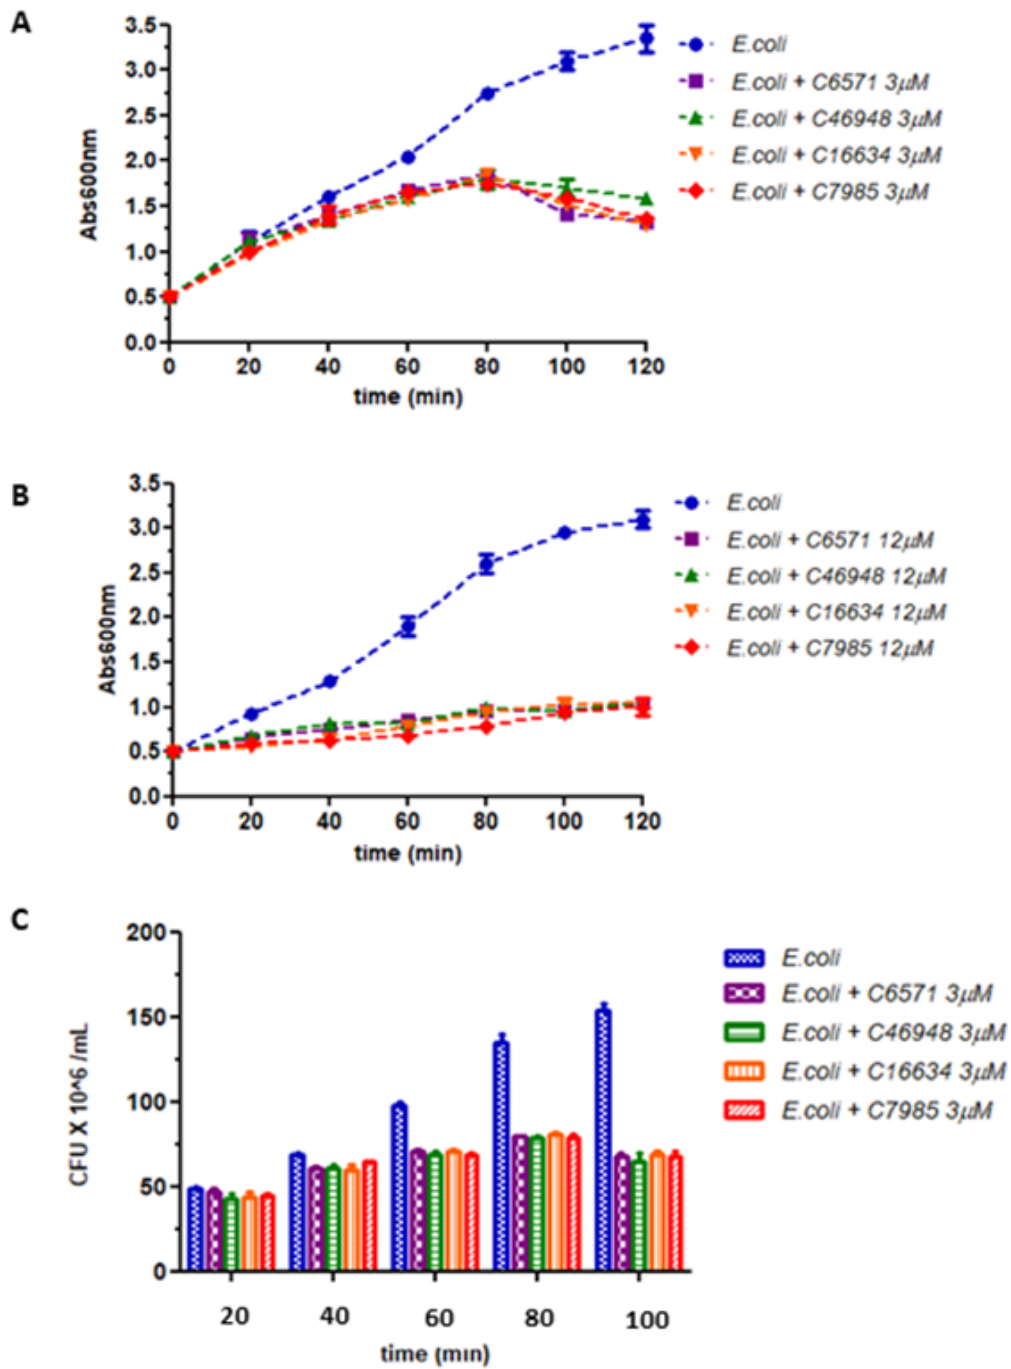 A
3.5
3.0
2.5
2.0
1.5
1.0
0.5
0.0
Abs600nm
0 20 40 60 80 100 120
time (min)
E.coli
E.coli + C6571 3µM
E.coli + C46948 3µM
E.coli + C16634 3µM
E.coli + C7985 3µM
B
3.5
3.0
2.5
2.0
1.5
1.0
0.5
0.0
Abs600nm
0 20 40 60 80 100 120
time (min)
E.coli
E.coli + C6571 12µM
E.coli + C46948 12µM
E.coli + C16634 12µM
E.coli + C7985 12µM
C
200
150
100
50
0
CFU X 10^6 /mL
20 40 60 80 100
time (min)
E.coli
E.coli + C6571 3µM
E.coli + C46948 3µM
E.coli + C16634 3µM
E.coli + C7985 3µM